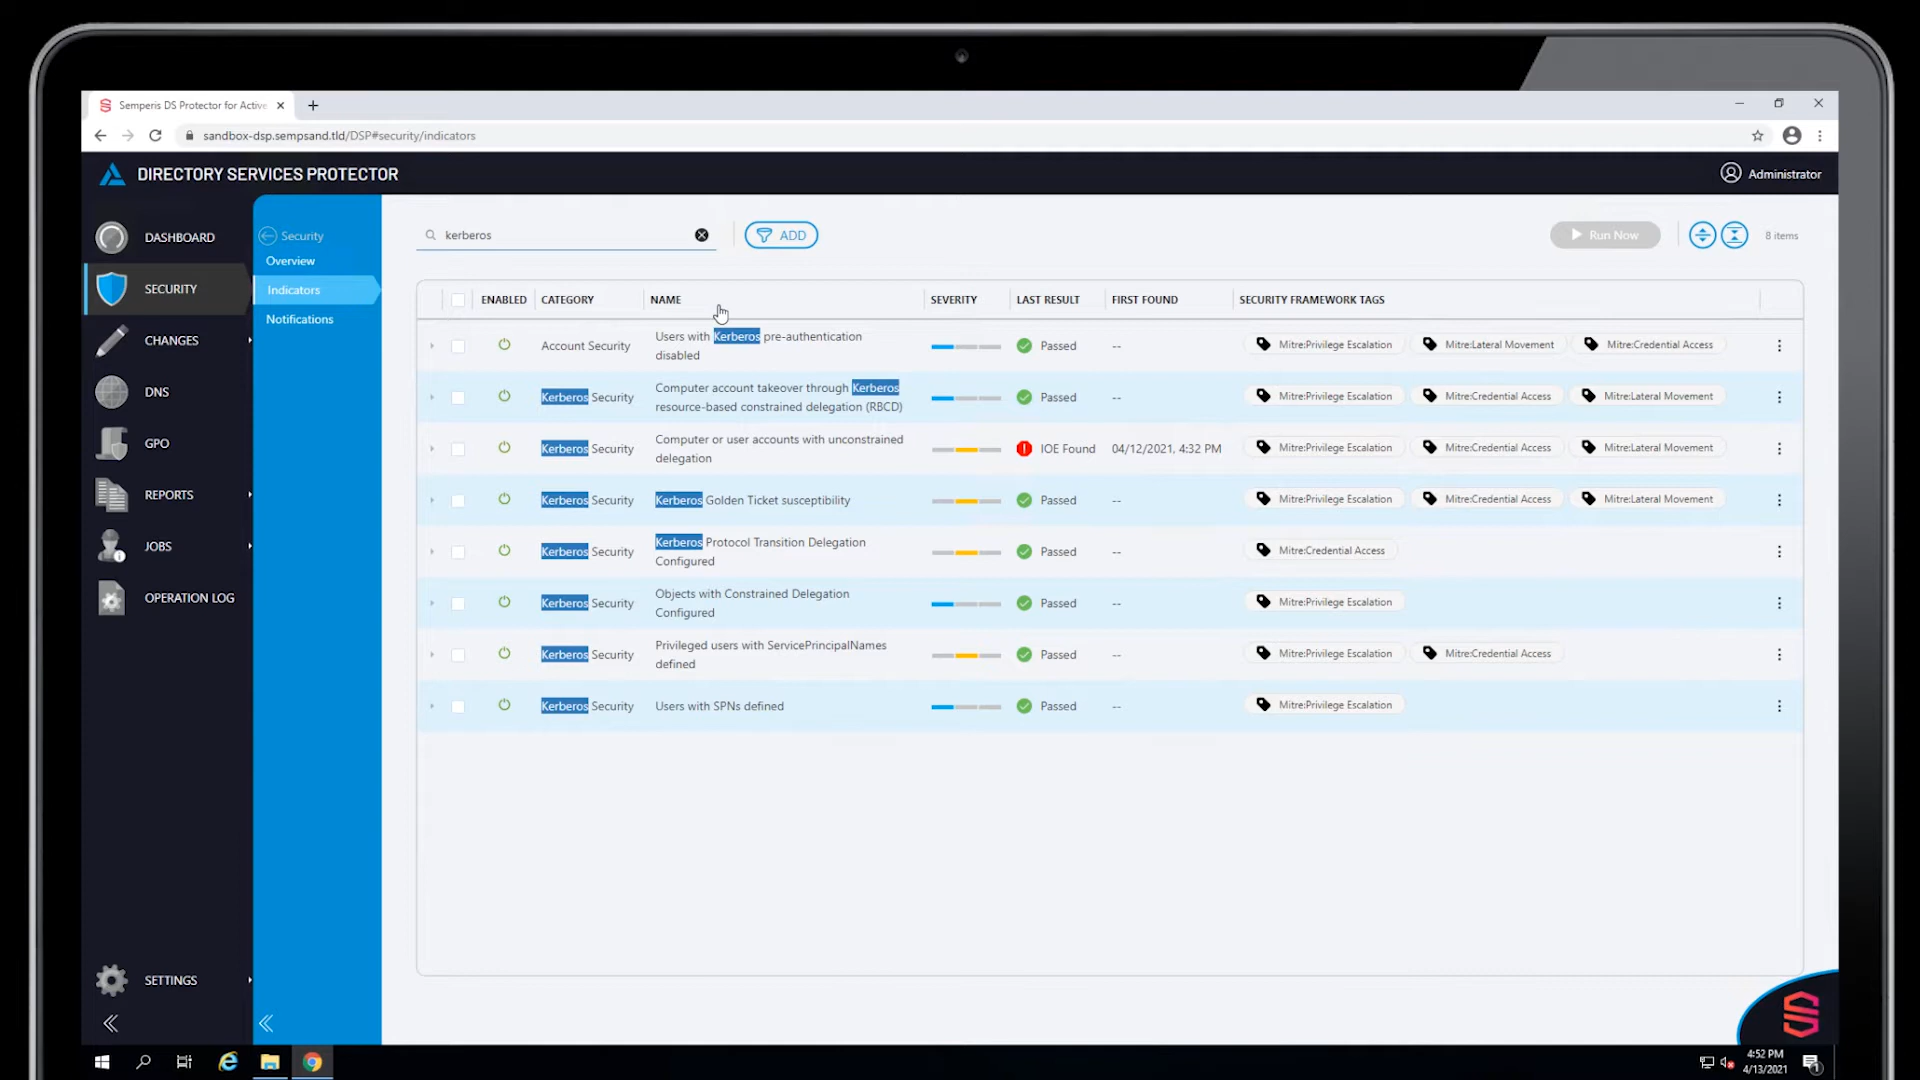 Semperis DS Protector for Active
sandbox-dsp.sempsand.tld/DSP#security/indicators
DIRECTORY SERVICES PROTECTOR
Administrator
DASHBOARD
SECURITY
CHANGES
DNS
GPO
REPORTS
JOBS
OPERATION LOG
SETTINGS
Security
Overview
Indicators
Notifications
kerberos
ADD
Run Now
8 items
ENABLED CATEGORY NAME SEVERITY LAST RESULT FIRST FOUND SECURITY FRAMEWORK TAGS
Account Security
Users with Kerberos pre-authentication
disabled
Passed -- Mitre:Privilege Escalation Mitre:Lateral Movement Mitre:Credential Access
Kerberos Security
Computer account takeover through Kerberos
resource-based constrained delegation (RBCD)
Passed -- Mitre:Privilege Escalation Mitre:Credential Access Mitre:Lateral Movement
Kerberos Security
Computer or user accounts with unconstrained
delegation
IOE Found 04/12/2021, 4:32 PM Mitre:Privilege Escalation Mitre:Credential Access Mitre:Lateral Movement
Kerberos Security
Kerberos Golden Ticket susceptibility
Passed -- Mitre:Privilege Escalation Mitre:Credential Access Mitre:Lateral Movement
Kerberos Security
Kerberos Protocol Transition Delegation
Configured
Passed -- Mitre:Credential Access
Kerberos Security
Objects with Constrained Delegation
Configured
Passed -- Mitre:Privilege Escalation
Kerberos Security
Privileged users with ServicePrincipalNames
defined
Passed -- Mitre:Privilege Escalation Mitre:Credential Access
Kerberos Security
Users with SPNs defined
Passed -- Mitre:Privilege Escalation
4:52 PM
4/13/2021
1